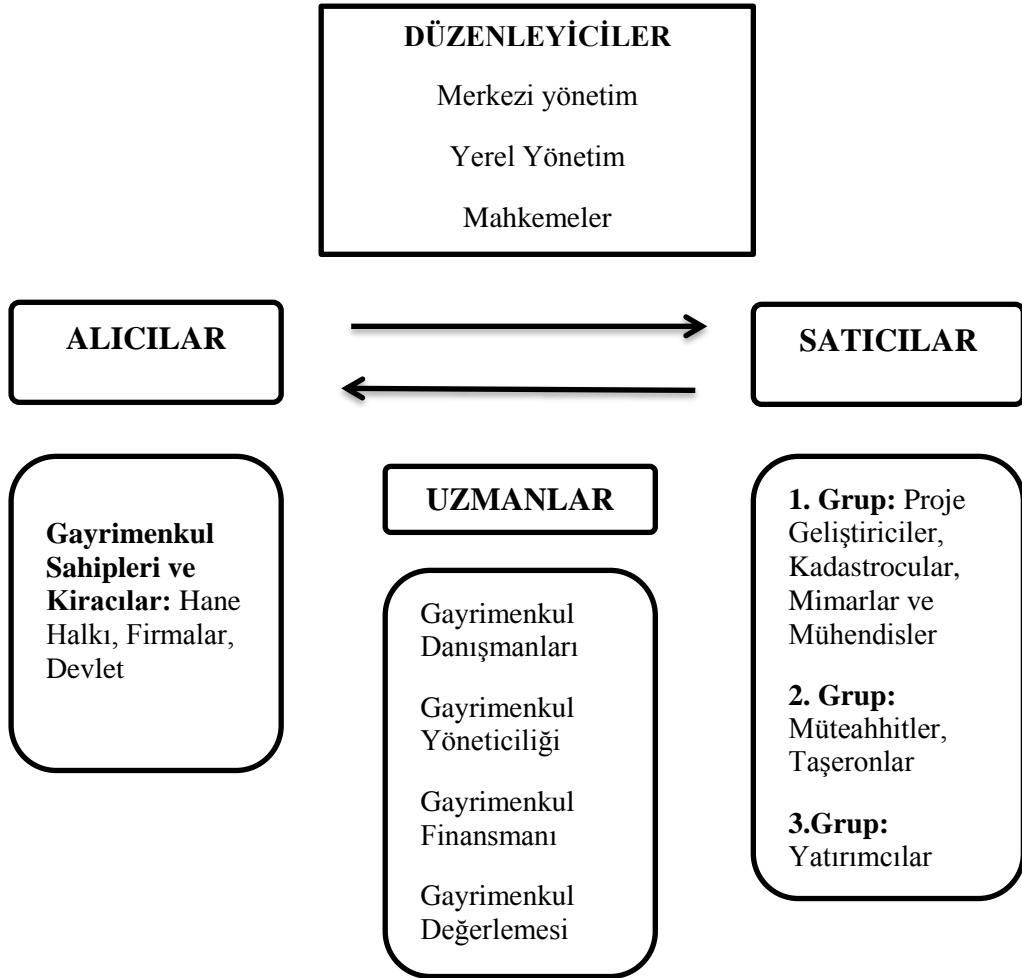 DÜZENLEYİCİLER
Merkezi yönetim
Yerel Yönetim
Mahkemeler
ALICILAR
SATICILAR
Gayrimenkul
Sahipleri ve
Kiracılar: Hane
Halkı, Firmalar,
Devlet
UZMANLAR
Gayrimenkul
Danışmanları
Gayrimenkul
Yöneticiliği
Gayrimenkul
Finansmanı
Gayrimenkul
Değerlemesi
1. Grup: Proje
Geliştiriciler,
Kadastrocular,
Mimarlar ve
Mühendisler
2. Grup:
Müteahhitler,
Taşeronlar
3.Grup:
Yatırımcılar